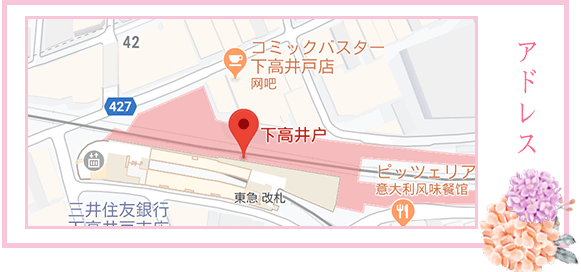 42
コミックバスター
下高井戸店
网吧
427
下高井户
ピッツェリア
意大利风味餐馆
東急 改札
三井住友銀行
アドレス